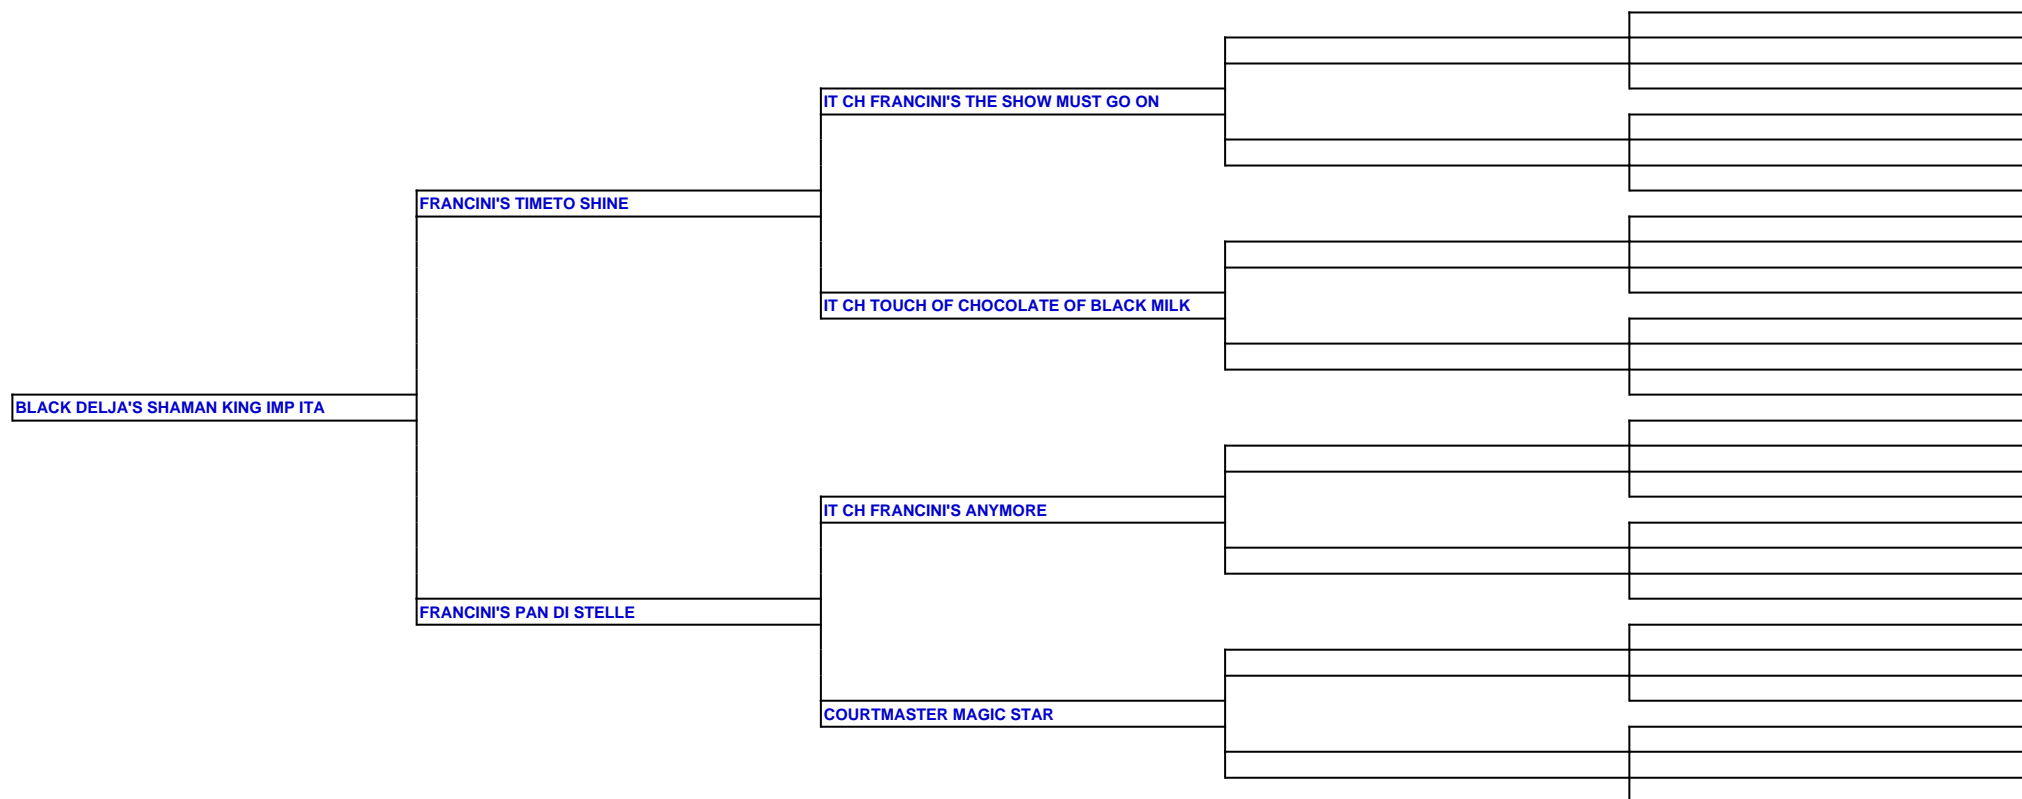 IT CH FRANCINI'S THE SHOW MUST GO ON
FRANCINI'S TIMETO SHINE
IT CH TOUCH OF CHOCOLATE OF BLACK MILK
BLACK DELJA'S SHAMAN KING IMP ITA
IT CH FRANCINI'S ANYMORE
FRANCINI'S PAN DI STELLE
COURTMASTER MAGIC STAR